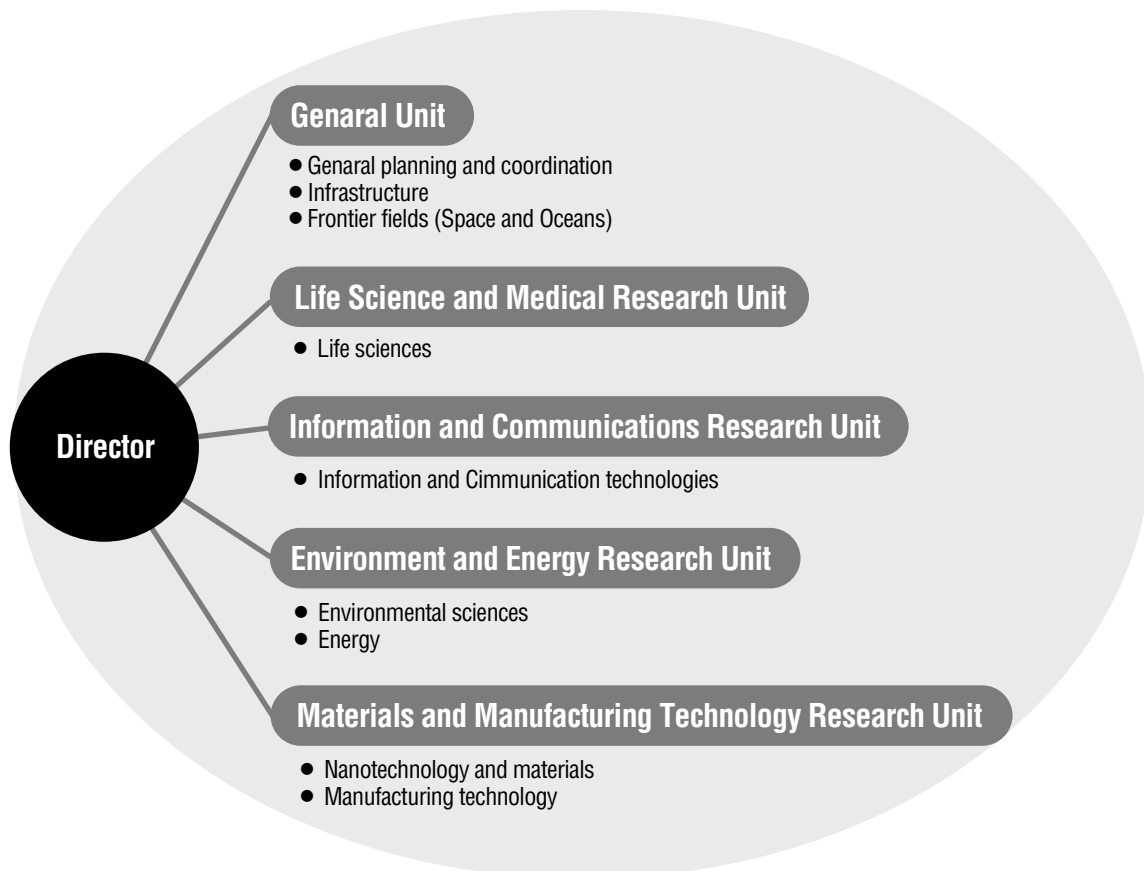 Genaral Unit
● Genaral planning and coordination
● Infrastructure
● Frontier fields (Space and Oceans)
Life Science and Medical Research Unit
● Life sciences
Director
Information and Communications Research Unit
● Information and Cimmunication technologies
Environment and Energy Research Unit
● Environmental sciences
● Energy
Materials and Manufacturing Technology Research Unit
● Nanotechnology and materials
● Manufacturing technology